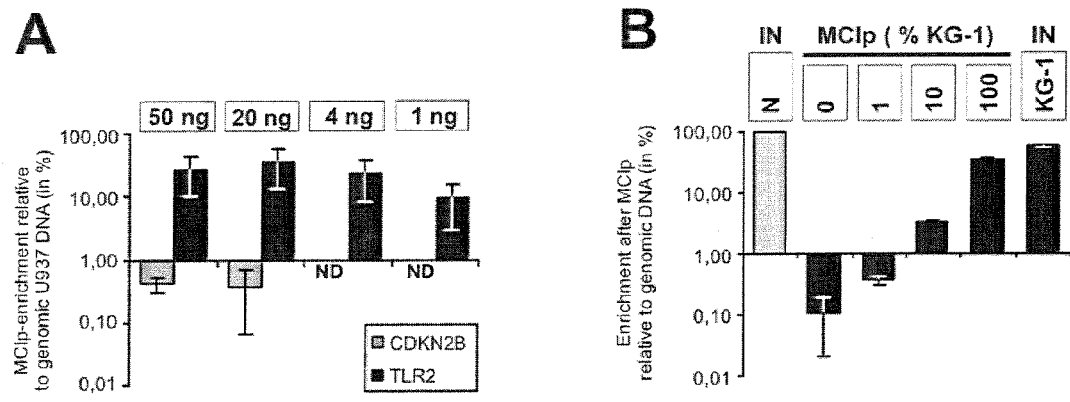 A
50 ng 20 ng 4 ng 1 ng
MCIp-enrichment relative
to genomic U937 DNA (in %)
100,00
10,00
1,00
0,10
0,01
ND ND
CDKN2B
TLR2
B
IN MCIp ( % KG-1) IN
N 0 1 10 100 KG-1
Enrichment after MCIp
relative to genomic DNA (in %)
100,00
10,00
1,00
0,10
0,01